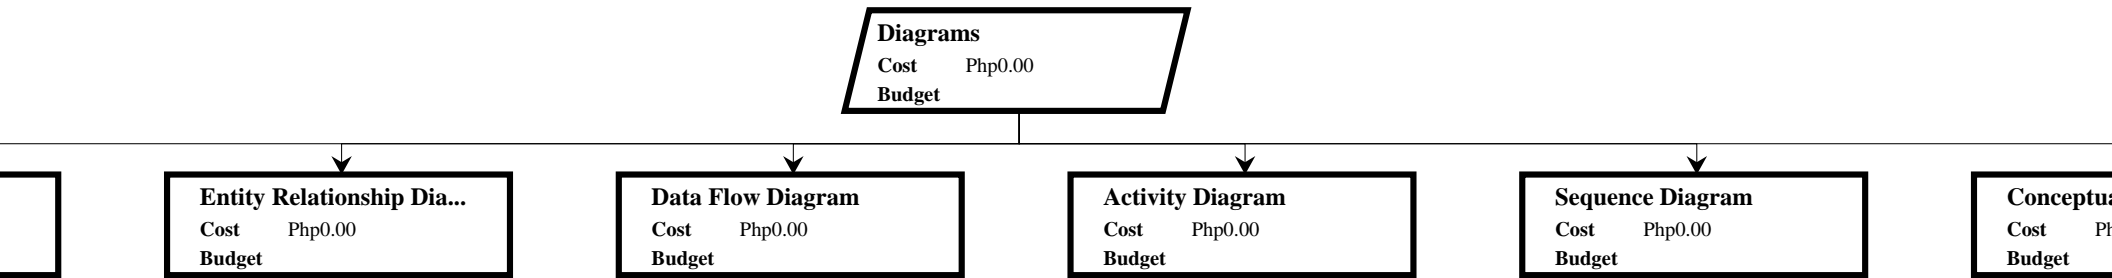 Diagrams
Cost Php0.00
Budget
Entity Relationship Dia...
Cost Php0.00
Budget
Data Flow Diagram
Cost Php0.00
Budget
Activity Diagram
Cost Php0.00
Budget
Sequence Diagram
Cost Php0.00
Budget
Cost
Budget